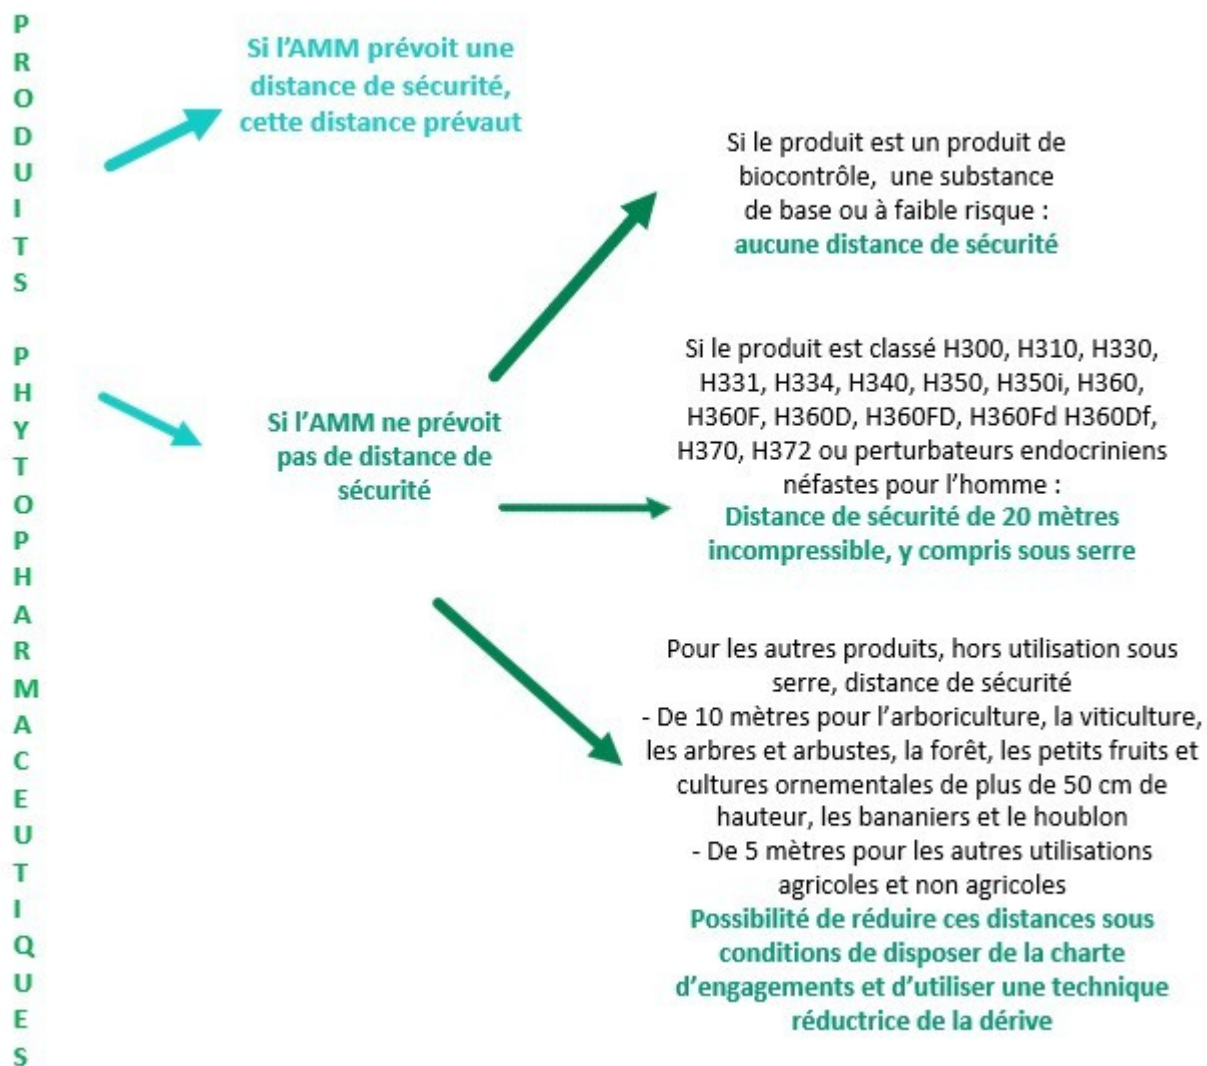 PRODUITS PHYTOPHARMACEUTIQUES
Si l'AMM prévoit une
distance de sécurité,
cette distance prévaut
Si l'AMM ne prévoit
pas de distance de
sécurité
Si le produit est un produit de
biocontrôle, une substance
de base ou à faible risque :
aucune distance de sécurité
Si le produit est classé H300, H310, H330,
H331, H334, H340, H350, H350i, H360,
H360F, H360D, H360FD, H360Fd H360Df,
H370, H372 ou perturbateurs endocriniens
néfastes pour l'homme :
Distance de sécurité de 20 mètres
incompressible, y compris sous serre
Pour les autres produits, hors utilisation sous
serre, distance de sécurité
- De 10 mètres pour l'arboriculture, la viticulture,
les arbres et arbustes, la forêt, les petits fruits et
cultures ornementales de plus de 50 cm de
hauteur, les bananiers et le houblon
- De 5 mètres pour les autres utilisations
agricoles et non agricoles
Possibilité de réduire ces distances sous
conditions de disposer de la charte
d'engagements et d'utiliser une technique
réductrice de la dérive